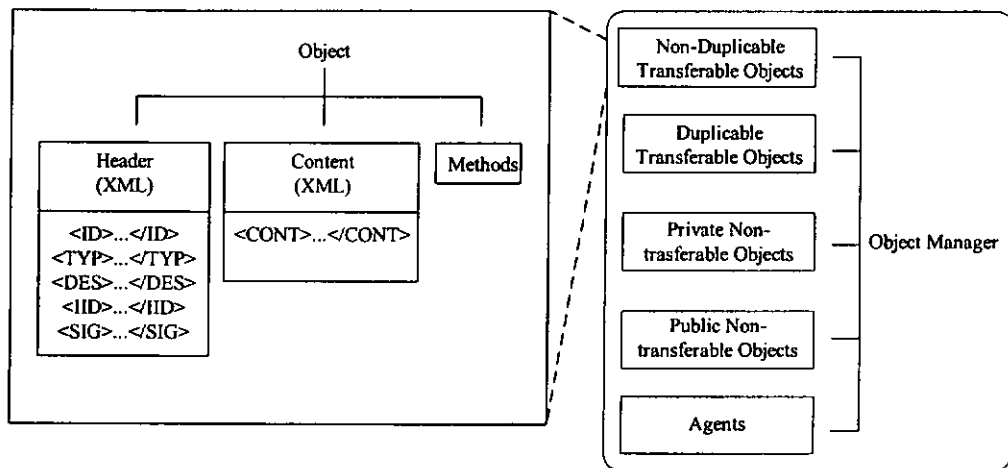 Object
Header
(XML)
<ID>...</ID>
<TYP>...</TYP>
<DES>...</DES>
<IID>...</IID>
<SIG>...</SIG>
Content
(XML)
<CONT>...</CONT>
Methods
Non-Duplicable
Transferable Objects
Duplicable
Transferable Objects
Private Non-
trasferable Objects
Public Non-
transferable Objects
Agents
Object Manager